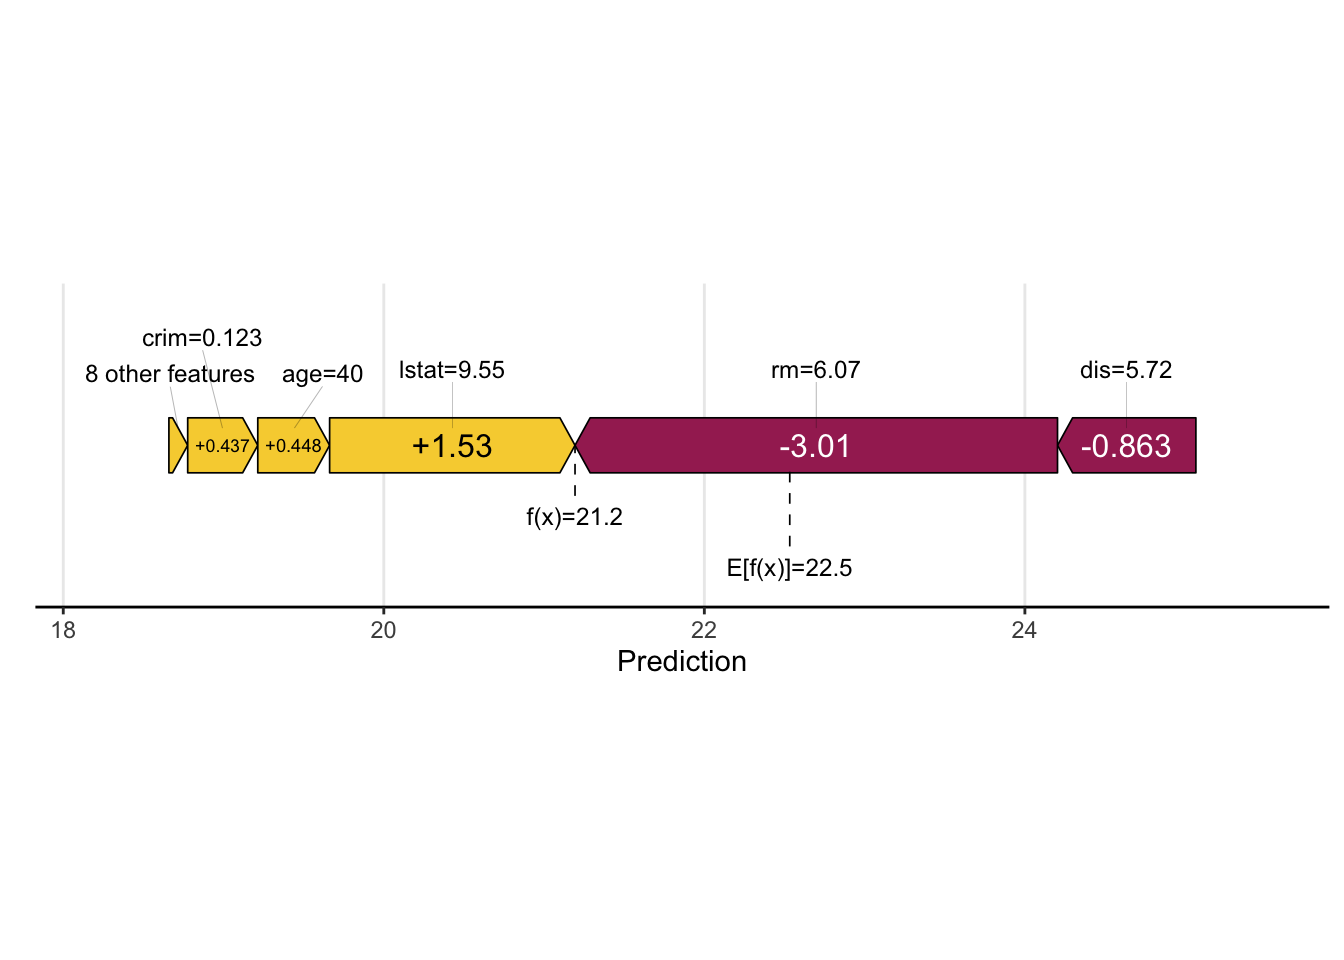 crim=0.123
8 other features
age=40
lstat=9.55
rm=6.07
dis=5.72
+0.437
+0.448
+1.53
-3.01
-0.863
f(x)=21.2
E[f(x)]=22.5
18
20
22
24
Prediction